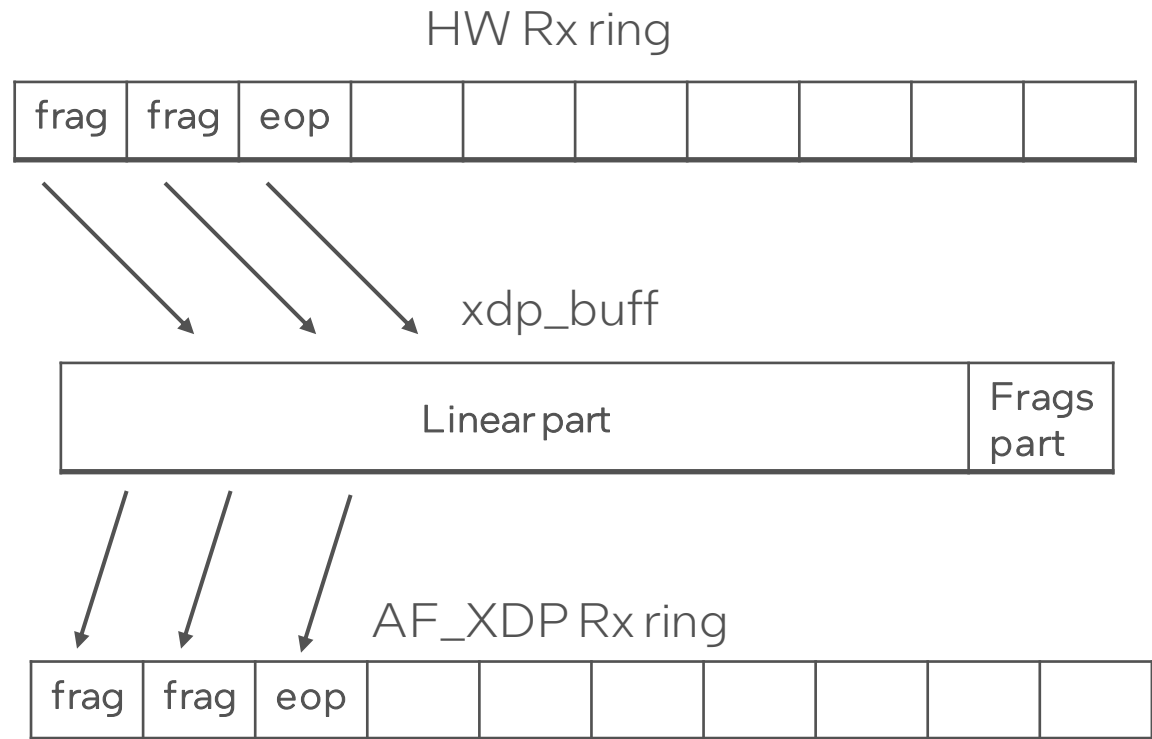 HW Rx ring
frag frag eop
xdp_buff
Linear part
Frags
part
AF_XDP Rx ring
frag frag eop